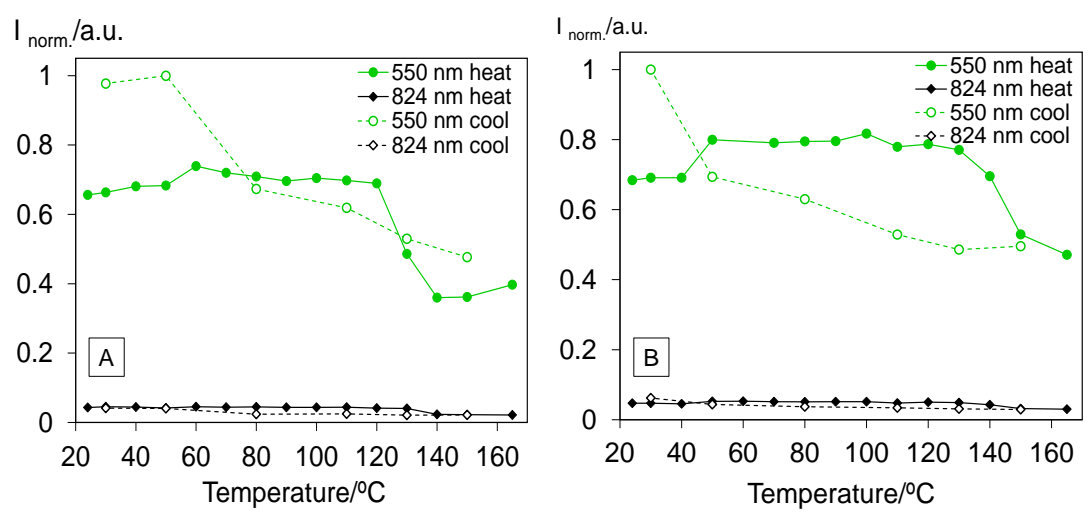 I norm./a.u.
1
0.8
0.6
0.4
0.2
0
550 nm heat
824 nm heat
550 nm cool
824 nm cool
A
20 40 60 80 100 120 140 160
Temperature/ºC
I norm./a.u.
1
0.8
0.6
0.4
0.2
0
550 nm heat
824 nm heat
550 nm cool
824 nm cool
B
20 40 60 80 100 120 140 160
Temperature/ºC